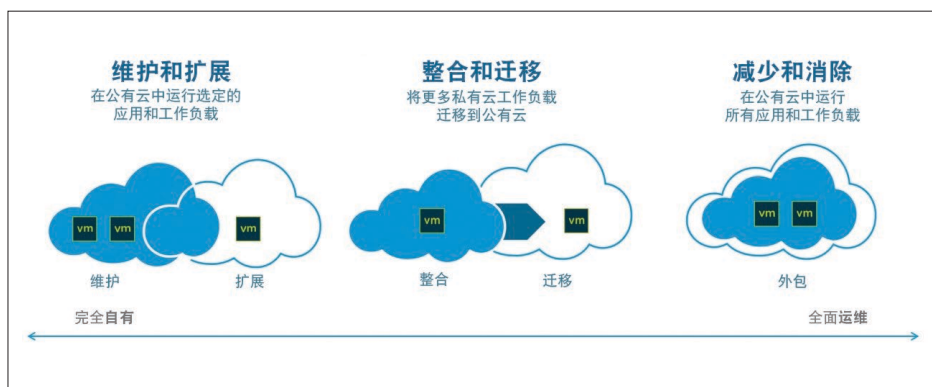 维护和扩展
在公有云中运行选定的
应用和工作负载
vm
vm
vm
维护
扩展
整合和迁移
将更多私有云工作负载
迁移到公有云
vm
vm
整合
迁移
减少和消除
在公有云中运行
所有应用和工作负载
vm
vm
外包
完全自有
全面运维